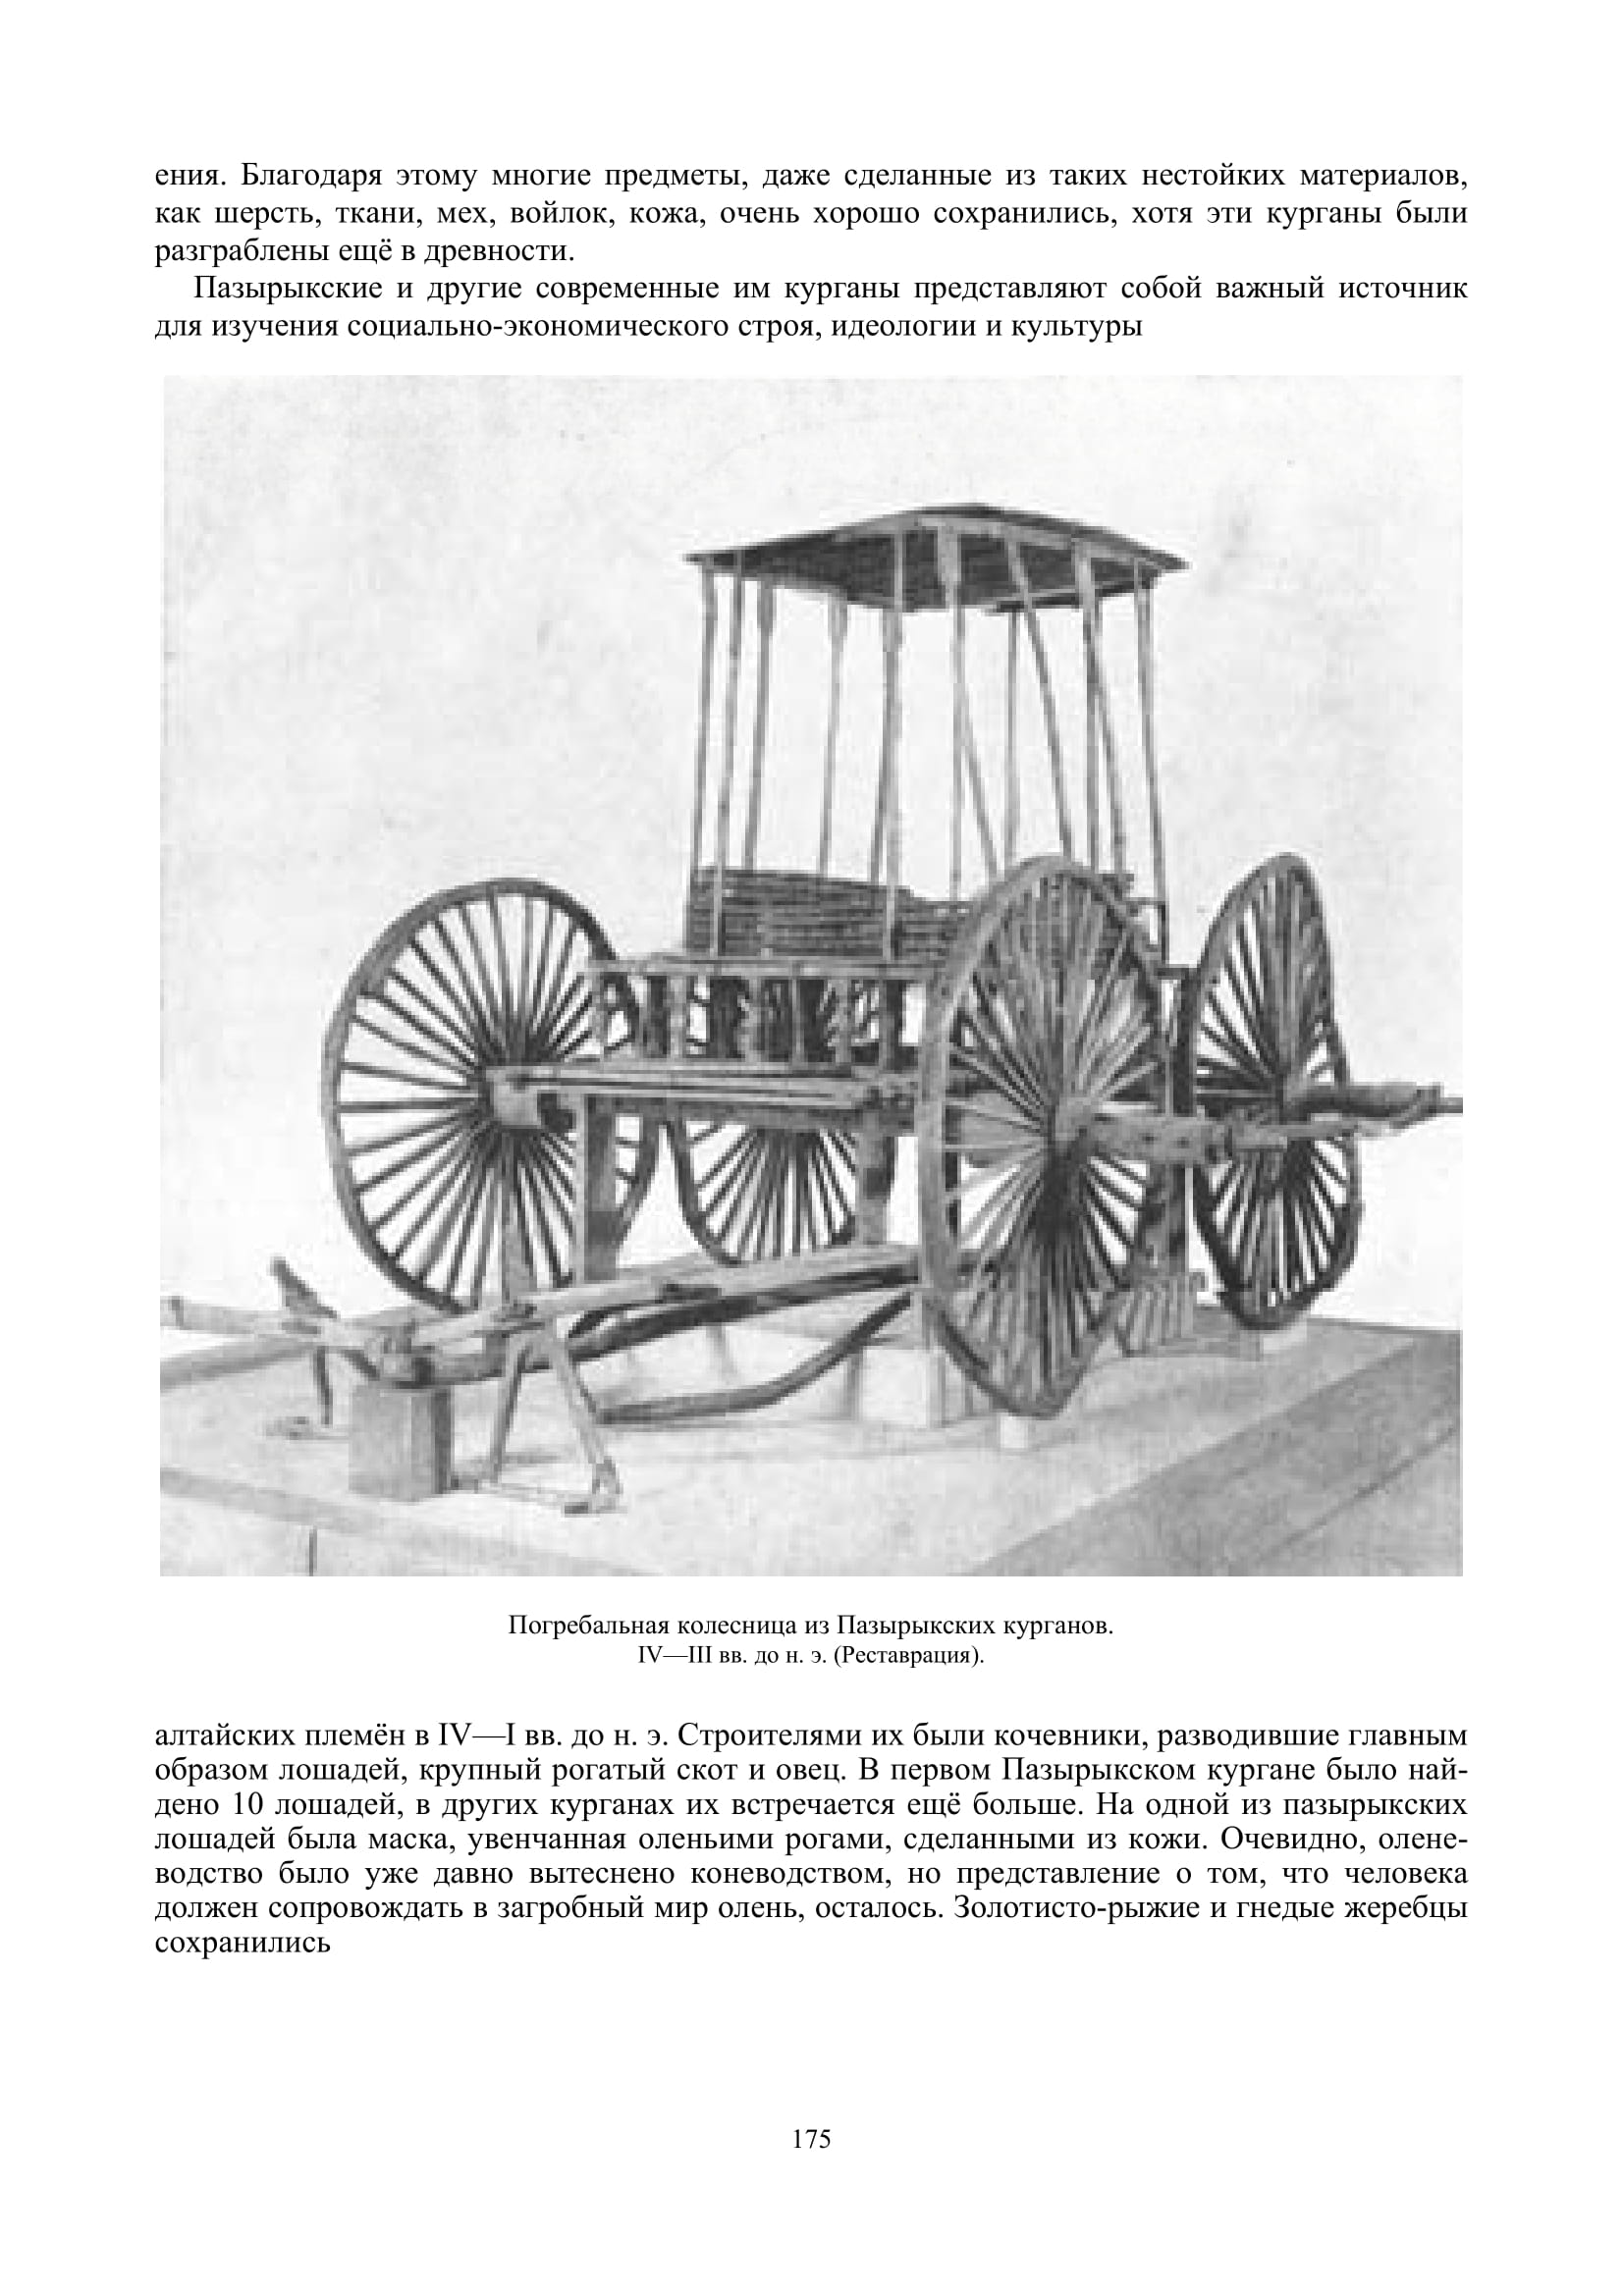 ения. Благодаря этому многие предметы, даже сделанные из таких нестойких материалов,
как шерсть, ткани, мех, войлок, кожа, очень хорошо сохранились, хотя эти курганы были
разграблены ещё в древности.
Пазырыкские и другие современные им курганы представляют собой важный источник
для изучения социально-экономического строя, идеологии и культуры
Погребальная колесница из Пазырыкских курганов.
IV—III вв. до н. э. (Реставрация).
алтайских племён в IV—I вв. до н. э. Строителями их были кочевники, разводившие главным
образом лошадей, крупный рогатый скот и овец. В первом Пазырыкском кургане было най-
дено 10 лошадей, в других курганах их встречается ещё больше. На одной из пазырыкских
лошадей была маска, увенчанная оленьими рогами, сделанными из кожи. Очевидно, олене-
водство было уже давно вытеснено коневодством, но представление о том, что человека
должен сопровождать в загробный мир олень, осталось. Золотисто-рыжие и гнедые жеребцы
сохранились
175